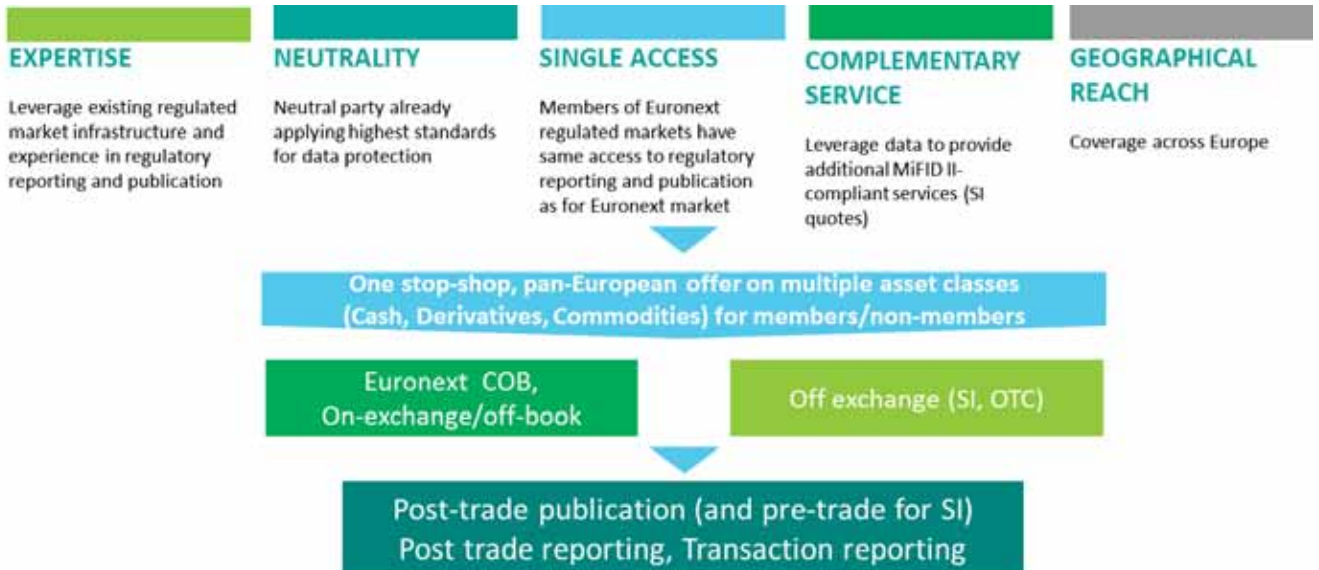 EXPERTISE
Leverage existing regulated
market infrastructure and
experience in regulatory
reporting and publication
NEUTRALITY
Neutral party already
applying highest standards
for data protection
SINGLE ACCESS
Members of Euronext
regulated markets have
same access to regulatory
reporting and publication
as for Euronext market
COMPLEMENTARY
SERVICE
Leverage data to provide
additional MiFID II-
compliant services (SI
quotes)
GEOGRAPHICAL
REACH
Coverage across Europe
One stop-shop, pan-European offer on multiple asset classes
(Cash, Derivatives, Commodities) for members/non-members
Euronext COB,
On-exchange/off-book
Off exchange (SI, OTC)
Post-trade publication (and pre-trade for SI)
Post trade reporting, Transaction reporting